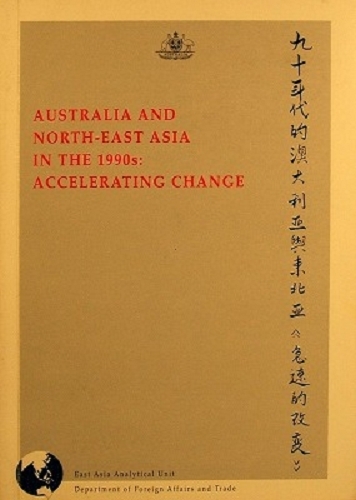 AUSTRALIA AND
NORTH-EAST ASIA
IN THE 1990s:
ACCELERATING CHANGE
九十年代的澳大利亚與東北亚《急速的改变》
East Asia Analytical Unit
Department of Foreign Affairs and Trade